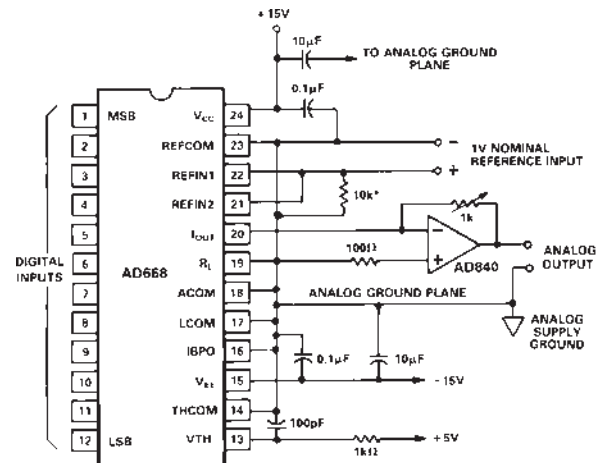 +15V
10µF
TO ANALOG GROUND
PLANE
0.1µF
1 MSB
VCC 24
2
REFCOM 23
−
1V NOMINAL
REFERENCE INPUT
3
REFIN1 22
+
4
REFIN2 21
10k*
1k
5
IOUT 20
−
DIGITAL
INPUTS
6
AD668
RL 19
100Ω
+
AD840
ANALOG
OUTPUT
7
ACOM 18
ANALOG GROUND PLANE
8
LCOM 17
9
IBPO 16
0.1µF
10µF
ANALOG
SUPPLY
GROUND
10
VEE 15
-15V
11
THCOM 14
100pF
12 LSB
VTH 13
1kΩ
+5V